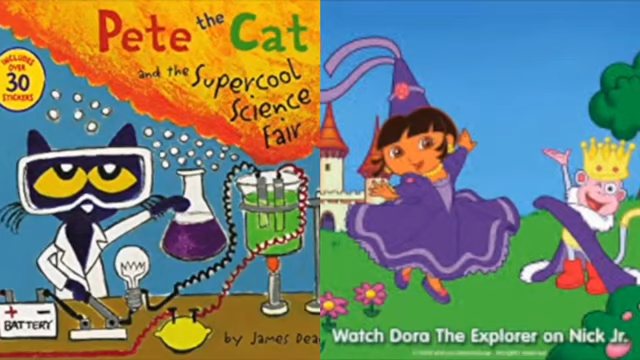 Pete the Cat
and the Supercool
Science
Fair
INCLUDES
OVER
30
STICKERS
+ -
BATTERY
by James Dea
Watch Dora The Explorer on Nick Jr.